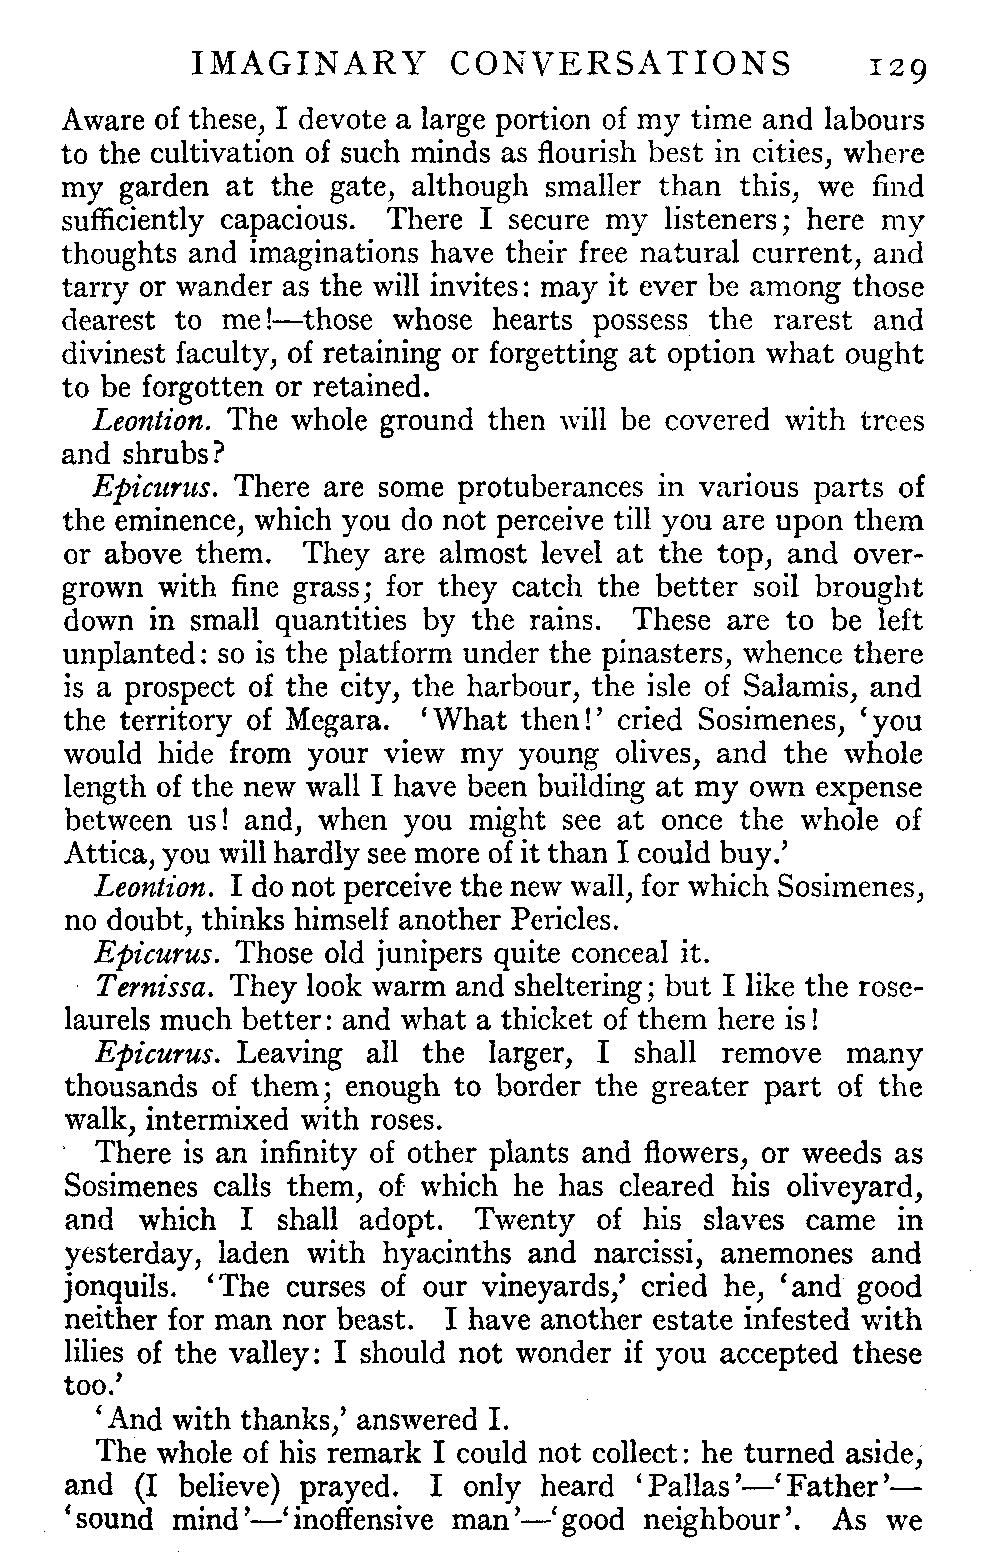 IMAGINARY CONVERSATIONS 129
Aware of these, I devote a large portion of my time and labours
to the cultivation of such minds as flourish best in cities, where
my garden at the gate, although smaller than this, we find
sufficiently capacious. There I secure my listeners; here my
thoughts and imaginations have their free natural current, and
tarry or wander as the will invites: may it ever be among those
dearest to me!—those whose hearts possess the rarest and
divinest faculty, of retaining or forgetting at option what ought
to be forgotten or retained.
Leontion. The whole ground then will be covered with trees
and shrubs?
Epicurus. There are some protuberances in various parts of
the eminence, which you do not perceive till you are upon them
or above them. They are almost level at the top, and over-
grown with fine grass; for they catch the better soil brought
down in small quantities by the rains. These are to be left
unplanted: so is the platform under the pinasters, whence there
is a prospect of the city, the harbour, the isle of Salamis, and
the territory of Megara. ‘What then!’ cried Sosimenes, ‘you
would hide from your view my young olives, and the whole
length of the new wall I have been building at my own expense
between us! and, when you might see at once the whole of
Attica, you will hardly see more of it than I could buy.’
Leontion. I do not perceive the new wall, for which Sosimenes,
no doubt, thinks himself another Pericles.
Epicurus. Those old junipers quite conceal it.
Ternissa. They look warm and sheltering; but I like the rose-
laurels much better: and what a thicket of them here is!
Epicurus. Leaving all the larger, I shall remove many
thousands of them; enough to border the greater part of the
walk, intermixed with roses.
There is an infinity of other plants and flowers, or weeds as
Sosimenes calls them, of which he has cleared his oliveyard,
and which I shall adopt. Twenty of his slaves came in
yesterday, laden with hyacinths and narcissi, anemones and
jonquils. ‘The curses of our vineyards,’ cried he, ‘and good
neither for man nor beast. I have another estate infested with
lilies of the valley: I should not wonder if you accepted these
too.’
‘And with thanks,’ answered I.
The whole of his remark I could not collect: he turned aside,
and (I believe) prayed. I only heard ‘Pallas’—‘Father’—
‘sound mind’—‘inoffensive man’—‘good neighbour’. As we